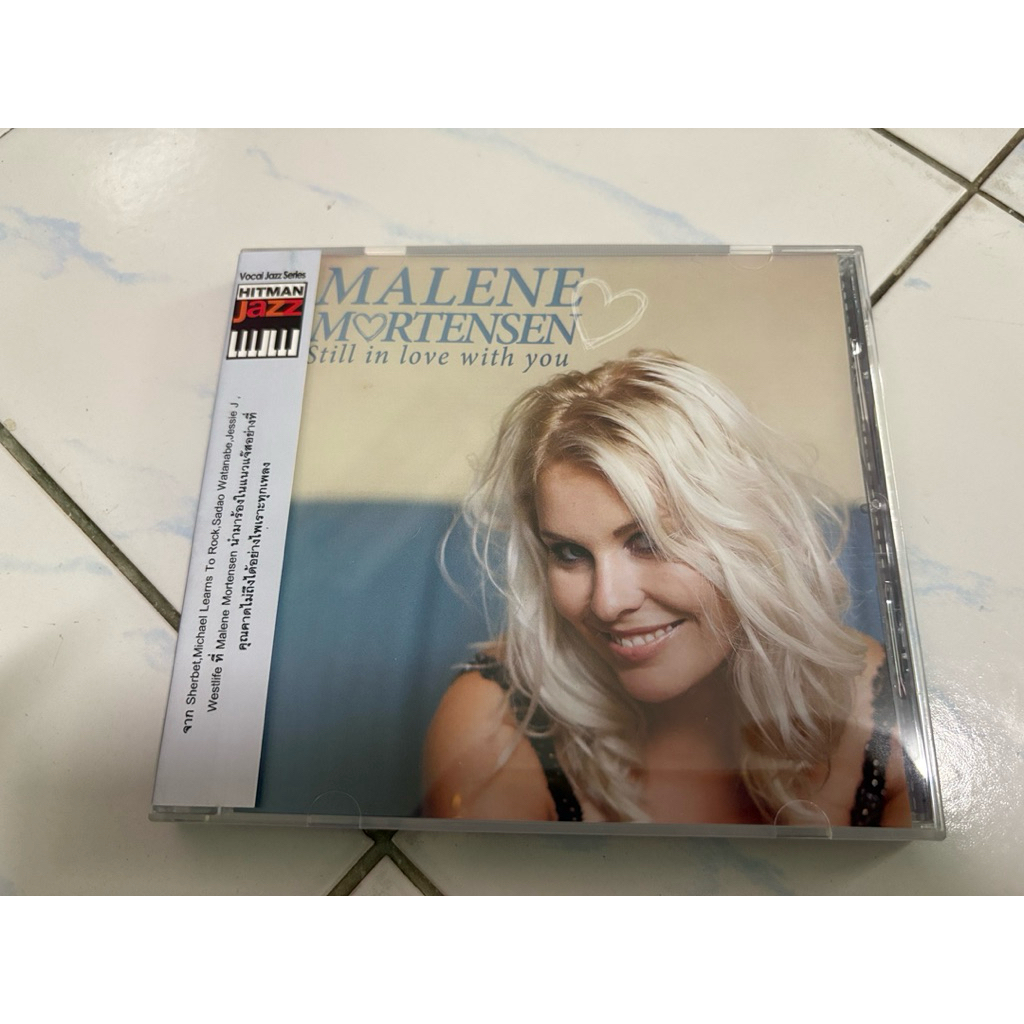 Vocal Jazz Series
HITMAN
Jazz
MALENE
MORTENSEN
Still in love with you
จาก Sherbet,Michael Learns To Rock,Sadao Watanabe,Jessie J ,
Westlife ที่ Malene Mortensen นำมาร้องในแนวแจ๊สอย่างที่
คุณคาดไม่ถึงได้อย่างไพเราะทุกเพลง